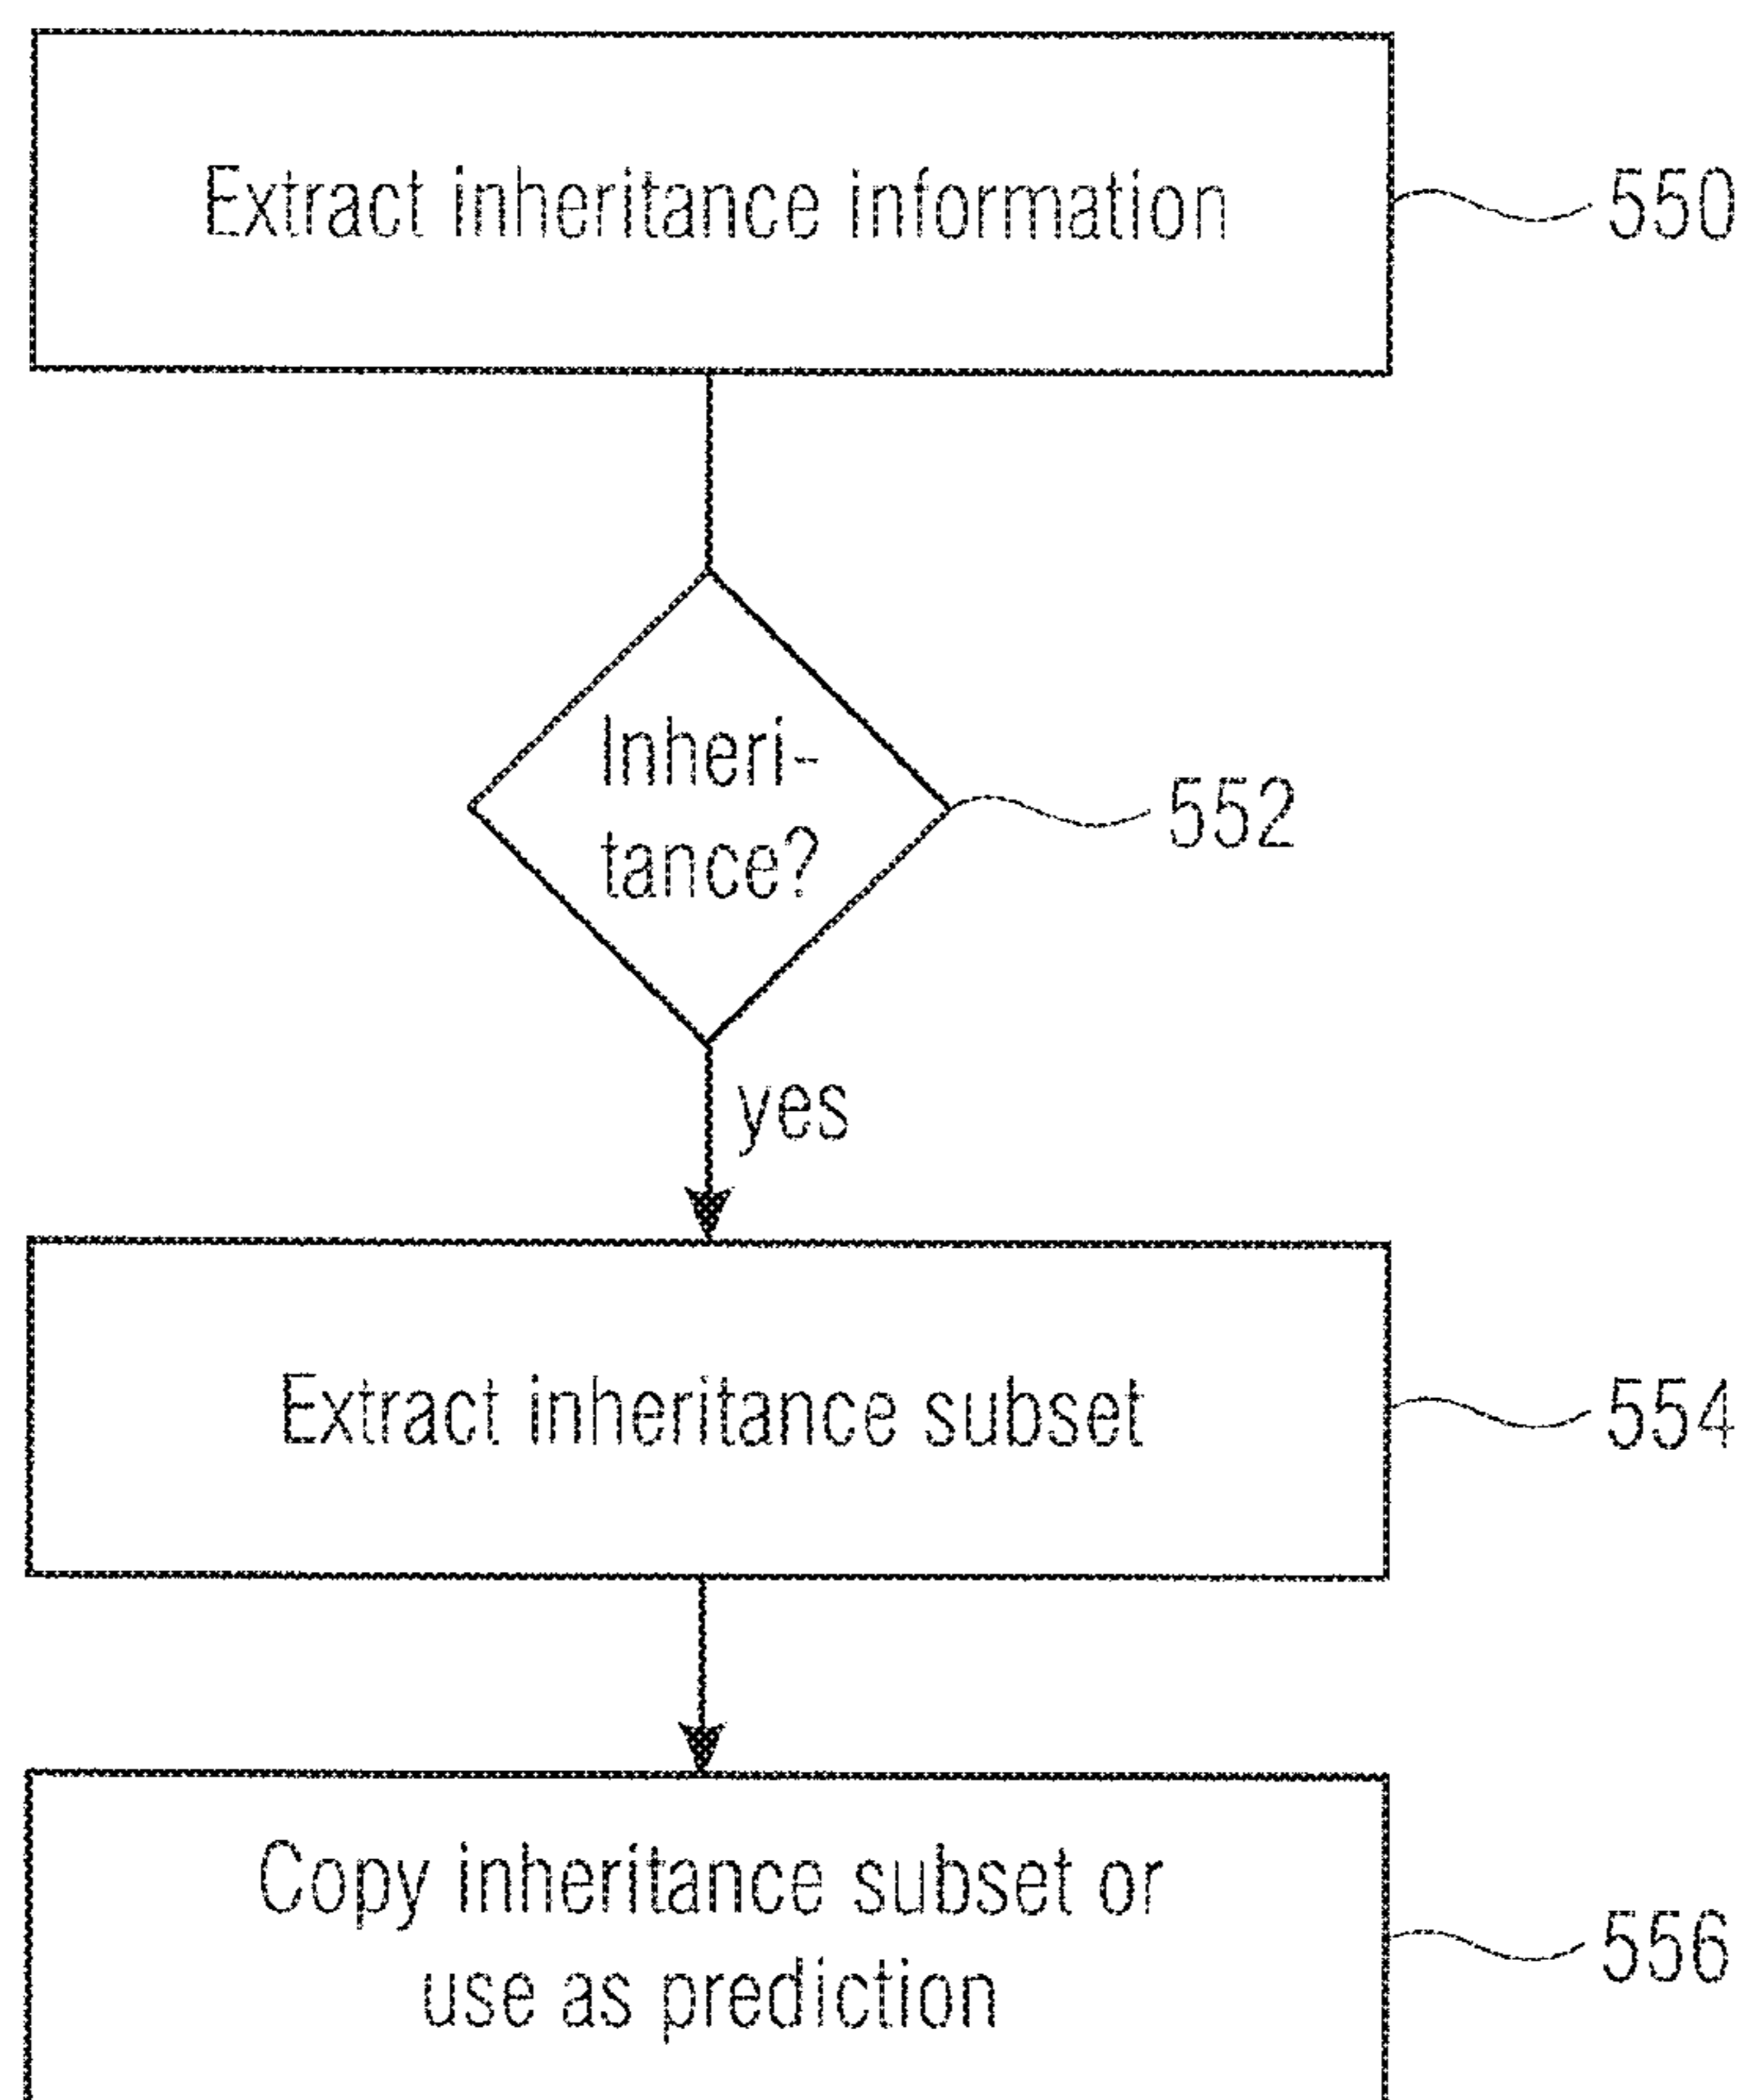 Extract inheritance information
550
Inheri-
tance?
552
yes
Extract inheritance subset
554
Copy inheritance subset or
use as prediction
556